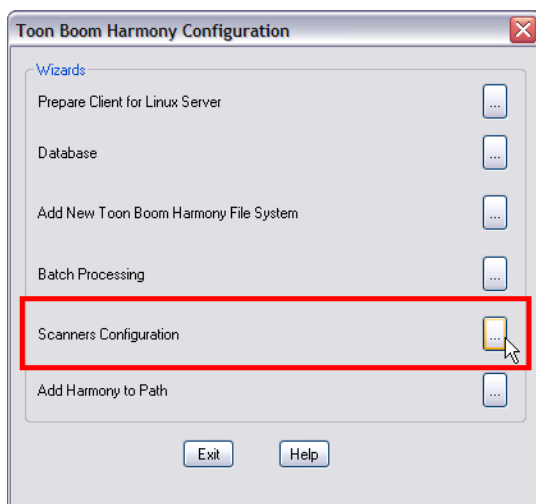 Toon Boom Harmony Configuration
Wizards
Prepare Client for Linux Server ...
Database ...
Add New Toon Boom Harmony File System ...
Batch Processing ...
Scanners Configuration ...
Add Harmony to Path ...
Exit Help